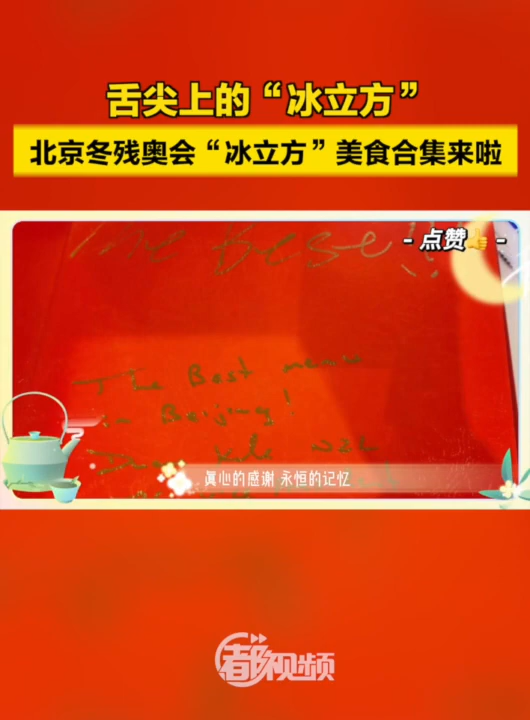 舌尖上的“冰立方”
北京冬残奥会“冰立方”美食合集来啦
- 点赞👍 -
The Best!!
The Best menu
in Beijing!
真心的感谢 永恒的记忆
都视频